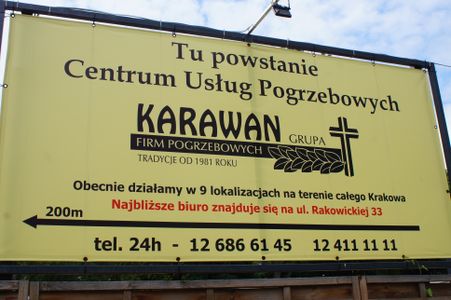 Tu powstanie
Centrum Usług Pogrzebowych
KARAWAN
GRUPA
FIRM POGRZEBOWYCH
TRADYCJE OD 1981 ROKU
Obecnie działamy w 9 lokalizacjach na terenie całego Krakowa
Najbliższe biuro znajduje się na ul. Rakowickiej 33
200m
tel. 24h - 12 686 61 45 12 411 11 11